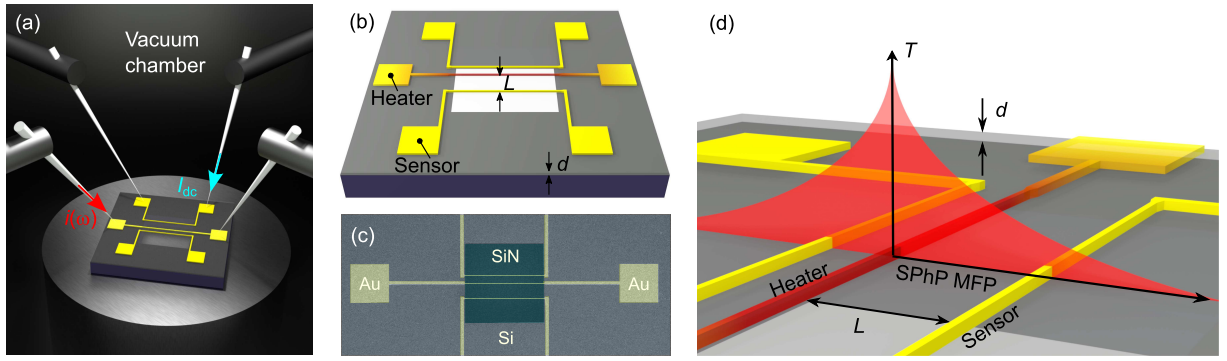 (a)
Vacuum
chamber
I(ω)
I_dc
(b)
Heater
L
Sensor
d
(c)
SiN
Au
Au
Si
(d)
T
d
Heater
SPhP MFP
L
Sensor